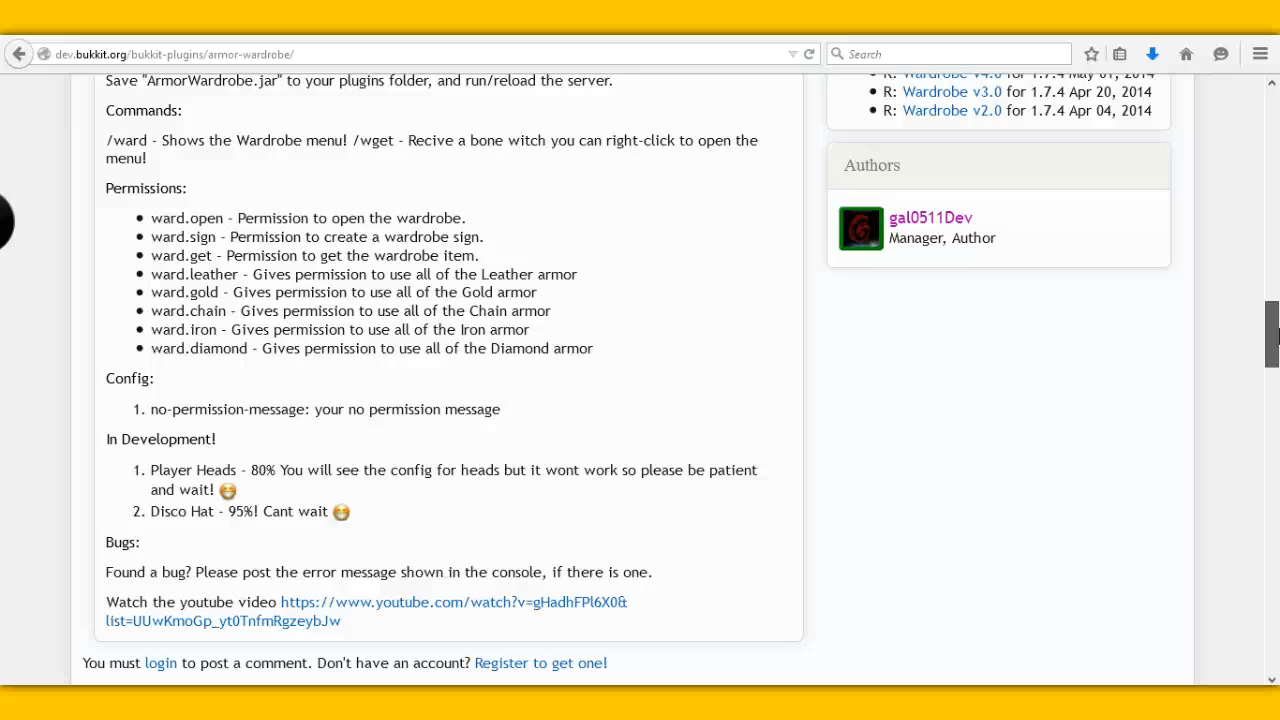 dev.bukkit.org/bukkit-plugins/armor-wardrobe/
Search
Save "ArmorWardrobe.jar" to your plugins folder, and run/reload the server.
Commands:
/ward - Shows the Wardrobe menu! /wget - Recive a bone witch you can right-click to open the
menu!
Permissions:
ward.open - Permission to open the wardrobe.
ward.sign - Permission to create a wardrobe sign.
ward.get - Permission to get the wardrobe item.
ward.leather - Gives permission to use all of the Leather armor
ward.gold - Gives permission to use all of the Gold armor
ward.chain - Gives permission to use all of the Chain armor
ward.iron - Gives permission to use all of the Iron armor
ward.diamond - Gives permission to use all of the Diamond armor
Config:
1. no-permission-message: your no permission message
In Development!
1. Player Heads - 80% You will see the config for heads but it wont work so please be patient
and wait!
2. Disco Hat - 95%! Cant wait
Bugs:
Found a bug? Please post the error message shown in the console, if there is one.
Watch the youtube video https://www.youtube.com/watch?v=gHadhFPl6X0&
list=UUwKmoGp_yt0TnfmRgzeybJw
You must login to post a comment. Don't have an account? Register to get one!
R: Wardrobe v4.0 for 1.7.4 May 01, 2014
R: Wardrobe v3.0 for 1.7.4 Apr 20, 2014
R: Wardrobe v2.0 for 1.7.4 Apr 04, 2014
Authors
gal0511Dev
Manager, Author